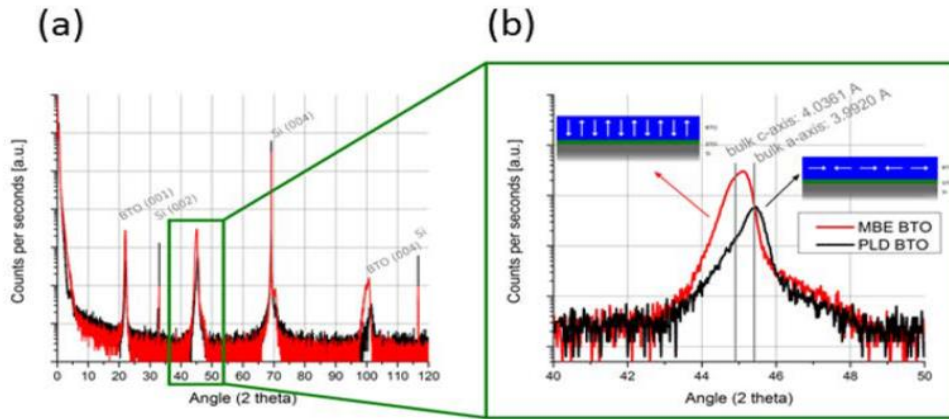 (a)
(b)
Counts per seconds [a.u.]
BTO (001)
Si (002)
Si (004)
BTO (004)
Si
0 10 20 30 40 50 60 70 80 90 100 110 120
Angle (2 theta)
Counts per seconds [a.u.]
bulk c-axis: 4.0361 A
bulk a-axis: 3.9920 A
BTO
Si
MBE BTO
PLD BTO
40 42 44 46 48 50
Angle (2 theta)